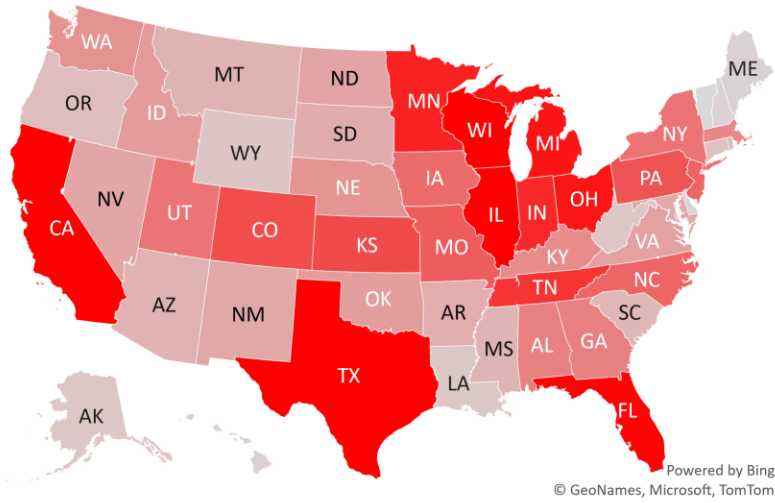 WA
MT
ND
MN
ME
OR
ID
SD
WI
MI
NY
WY
IA
PA
NV
UT
CO
NE
IL
IN
OH
CA
KS
MO
KY
VA
AZ
NM
OK
AR
TN
NC
SC
TX
LA
MS
AL
GA
AK
FL
Powered by Bing
© GeoNames, Microsoft, TomTom